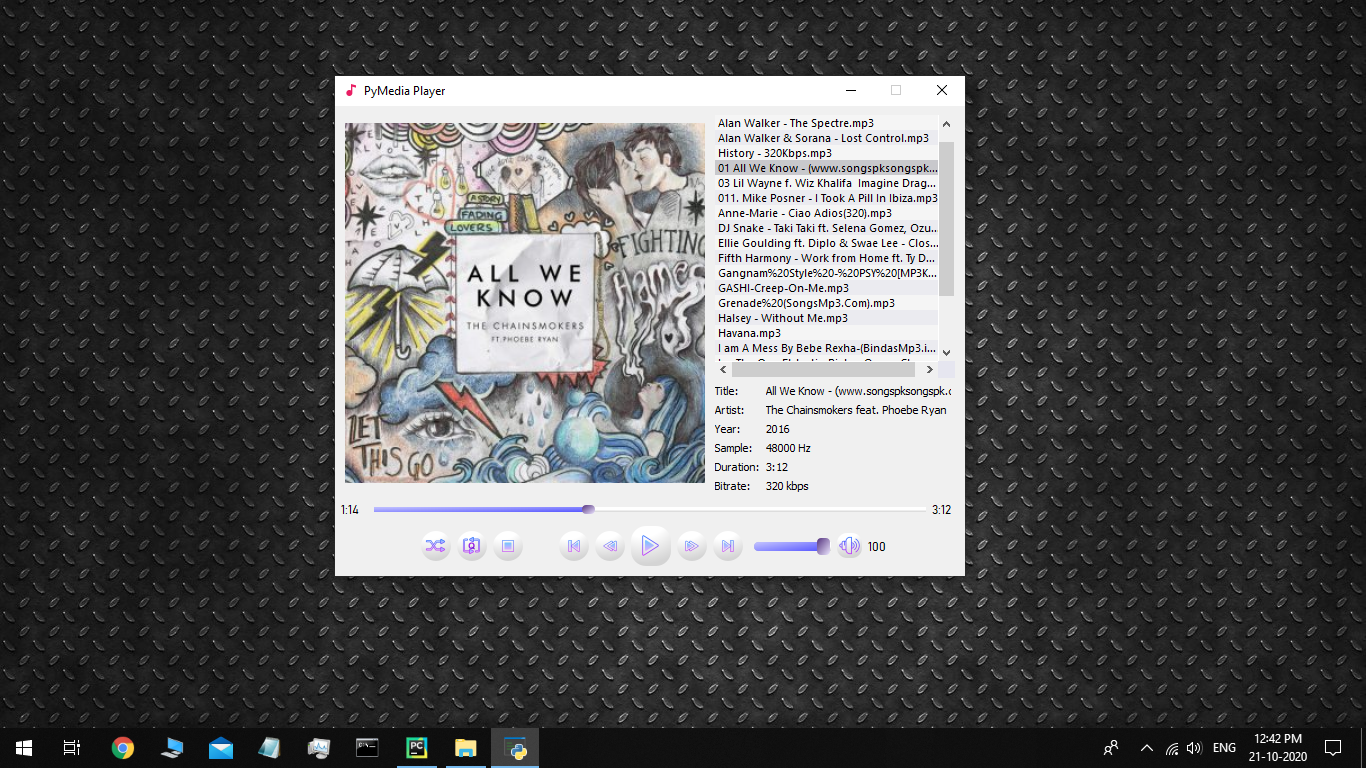 PyMedia Player
A STORY
FADING
LOVERS
FIGHTING
flames
ALL WE
KNOW
THE CHAINSMOKERS
FT. PHOEBE RYAN
LET
THIS GO
Alan Walker - The Spectre.mp3
Alan Walker & Sorana - Lost Control.mp3
History - 320Kbps.mp3
01 All We Know - (www.songspksongspk...
03 Lil Wayne f. Wiz Khalifa  Imagine Drag...
011. Mike Posner - I Took A Pill In Ibiza.mp3
Anne-Marie - Ciao Adios(320).mp3
DJ Snake - Taki Taki ft. Selena Gomez, Ozu...
Ellie Goulding ft. Diplo & Swae Lee - Clos...
Fifth Harmony - Work from Home ft. Ty D...
Gangnam%20Style%20-%20PSY%20[MP3K...
GASHI-Creep-On-Me.mp3
Grenade%20(SongsMp3.Com).mp3
Halsey - Without Me.mp3
Havana.mp3
I am A Mess By Bebe Rexha-(BindasMp3.i...
Title: All We Know - (www.songspksongspk.c
Artist: The Chainsmokers feat. Phoebe Ryan
Year: 2016
Sample: 48000 Hz
Duration: 3:12
Bitrate: 320 kbps
1:14 3:12
100
PC
ENG
12:42 PM
21-10-2020